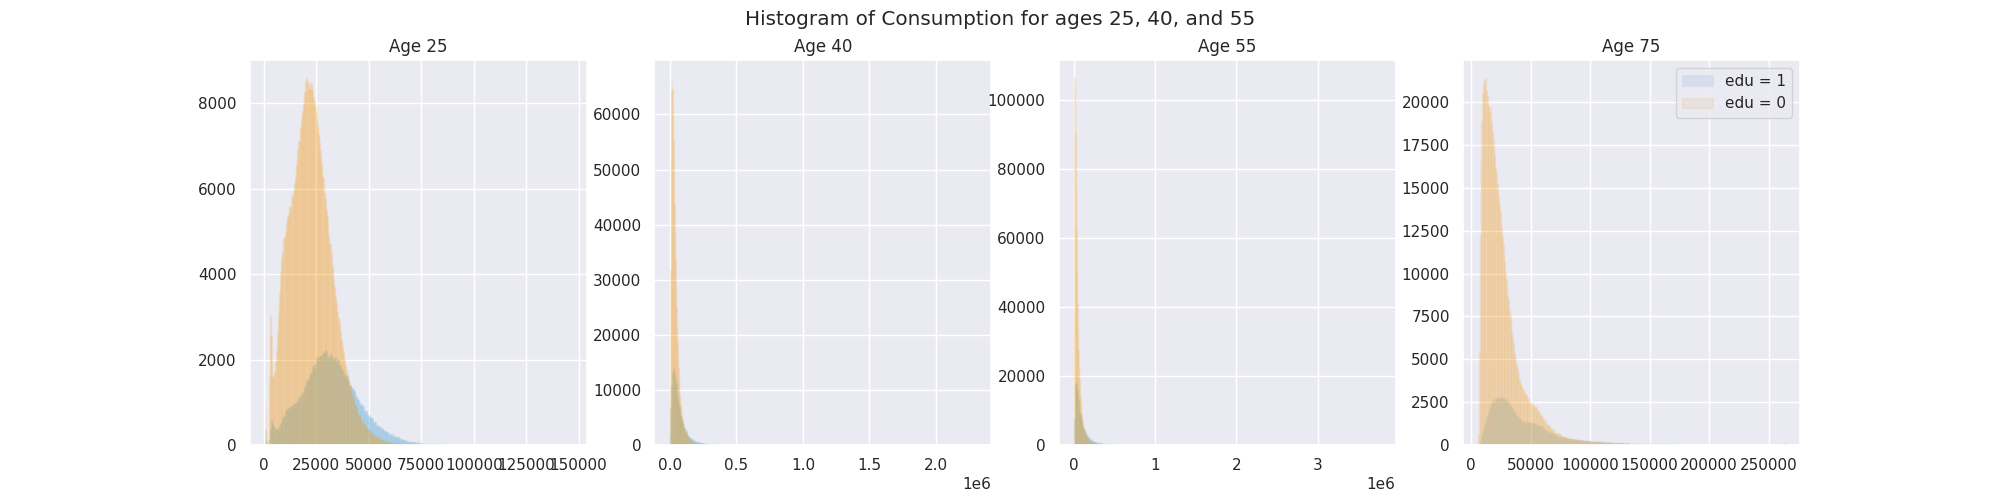 Histogram of Consumption for ages 25, 40, and 55
Age 25
8000
6000
4000
2000
0
0 25000 50000 75000 100000 125000 150000
Age 40
60000
50000
40000
30000
20000
10000
0
0.0 0.5 1.0 1.5 2.0
1e6
Age 55
100000
80000
60000
40000
20000
0
0 1 2 3
1e6
Age 75
edu = 1
edu = 0
20000
17500
15000
12500
10000
7500
5000
2500
0
0 50000 100000 150000 200000 250000